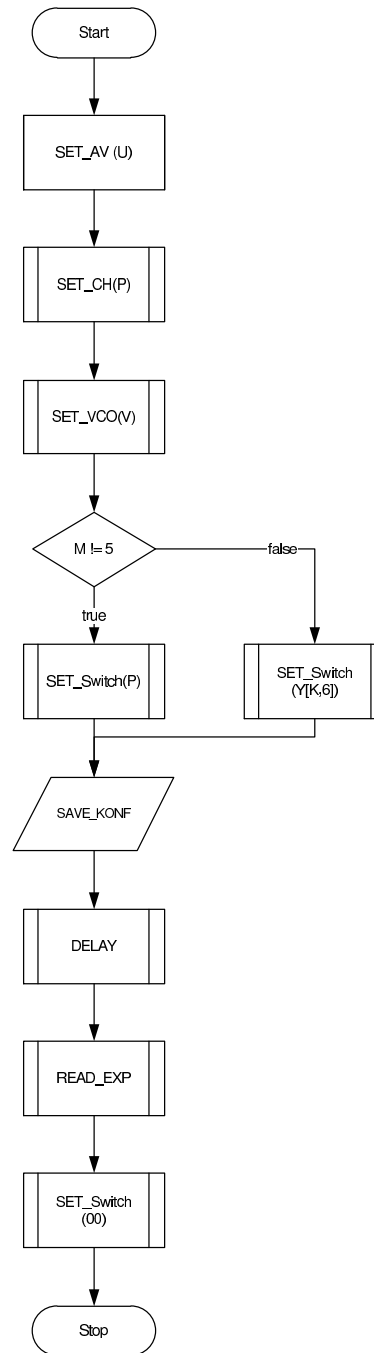 Start
SET_AV (U)
SET_CH(P)
SET_VCO(V)
M != 5
false
true
SET_Switch(P)
SET_Switch
(Y[K,6])
SAVE_KONF
DELAY
READ_EXP
SET_Switch
(00)
Stop